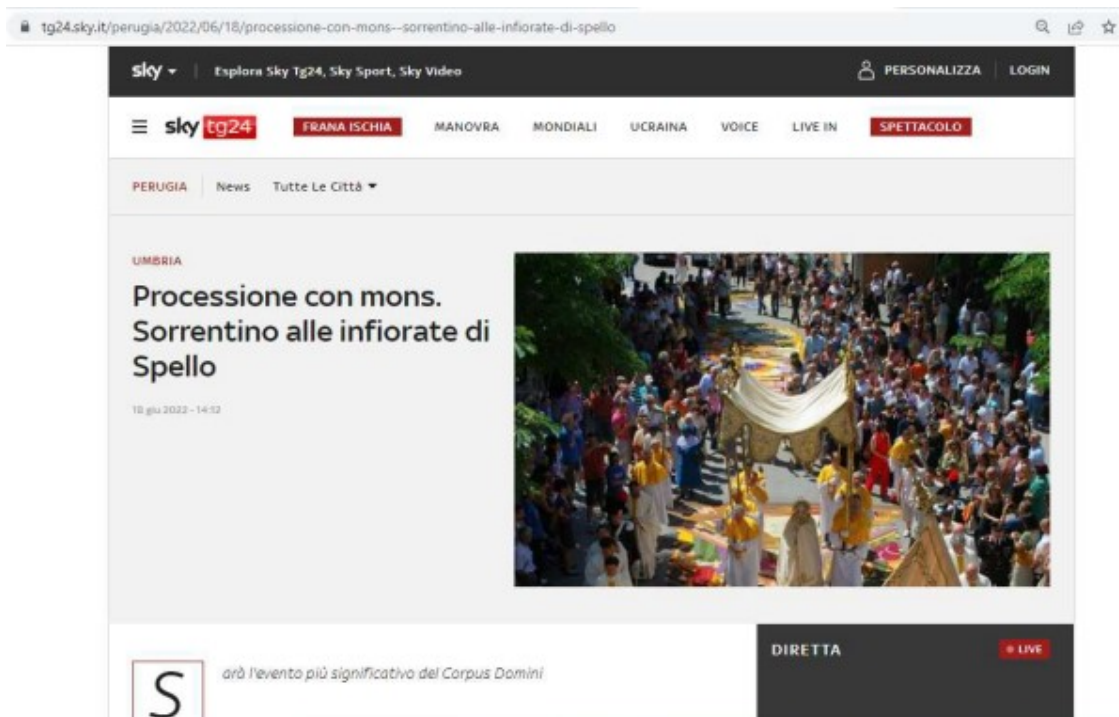 tg24.sky.it/perugia/2022/06/18/processione-con-mons--sorrentino-alle-infiorate-di-spello
sky Esplora Sky Tg24, Sky Sport, Sky Video PERSONALIZZA LOGIN
sky tg24 FRANA ISCHIA MANOVRA MONDIALI UCRAINA VOICE LIVE IN SPETTACOLO
PERUGIA News Tutte Le Città
UMBRIA
Processione con mons.
Sorrentino alle infiorate di
Spello
18 giu 2022 - 14:52
DIRETTA LIVE
S arà l'evento più significativo del Corpus Domini